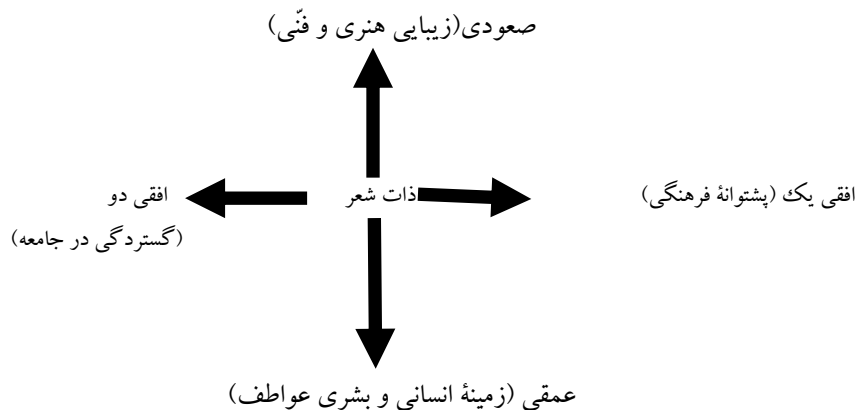 صعودی(زیبایی هنری و فنّی)
افقی یک (پشتوانهٔ فرهنگی)
ذات شعر
افقی دو
(گستردگی در جامعه)
عمقی (زمینهٔ انسانی و بشری عواطف)